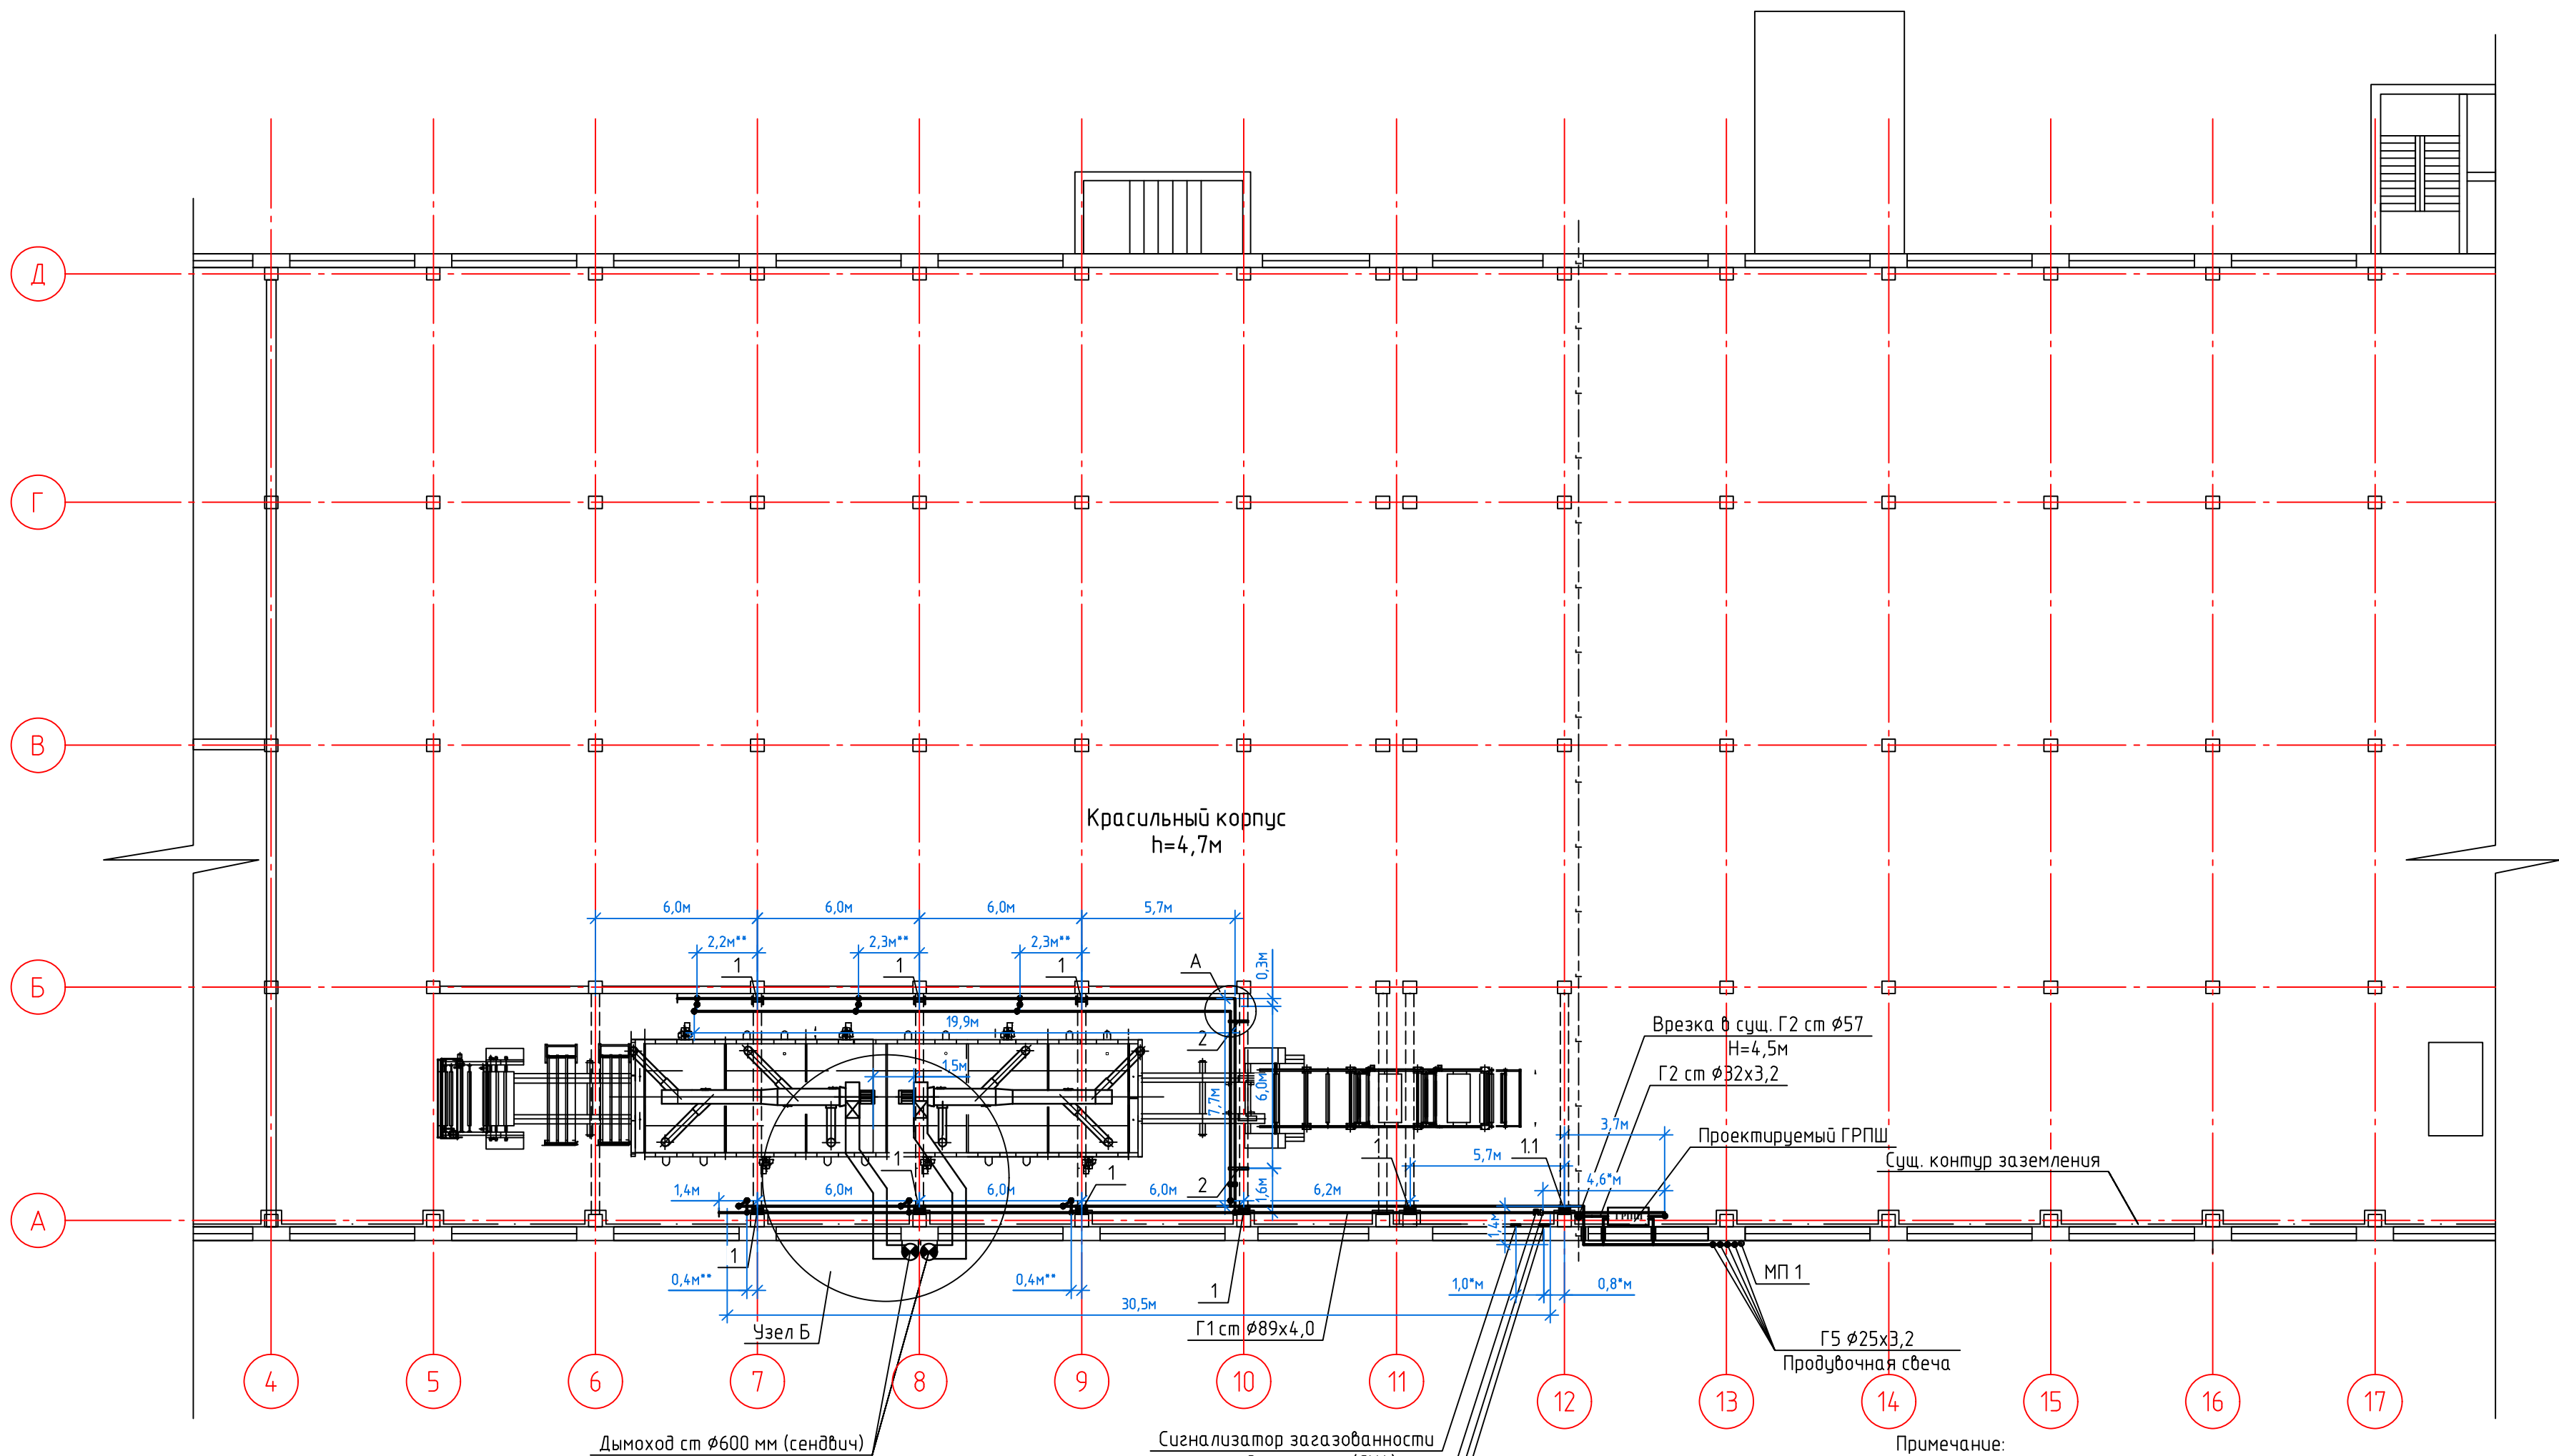 Д
Г
В
Красильный корпус
h=4,7м
6,0м
6,0м
6,0м
5,7м
2,2м**
2,3м**
2,3м**
1
1
1
А
0,3м
Б
19,9м
2
Врезка в сущ. Г2 ст ⌀57
Н=4,5м
Г2 ст ⌀32х3,2
1,5м
7,7м
6,0м
3,7м
Проектируемый ГРПШ
Сущ. контур заземления
1
1
5,7м
1.1
4,6*м
1
2
1,6м
1,4м
6,0м
6,0м
6,0м
6,2м
А
ГРПШ
1,4м
1
МП 1
0,4м**
0,4м**
1
1,0*м
0,8*м
30,5м
Узел Б
Г1 ст ⌀89х4,0
Г5 ⌀25х3,2
Продувочная свеча
4
5
6
7
8
9
10
11
12
13
14
15
16
17
Дымоход ст ⌀600 мм (сендвич)
Сигнализатор загазованности
Примечание: